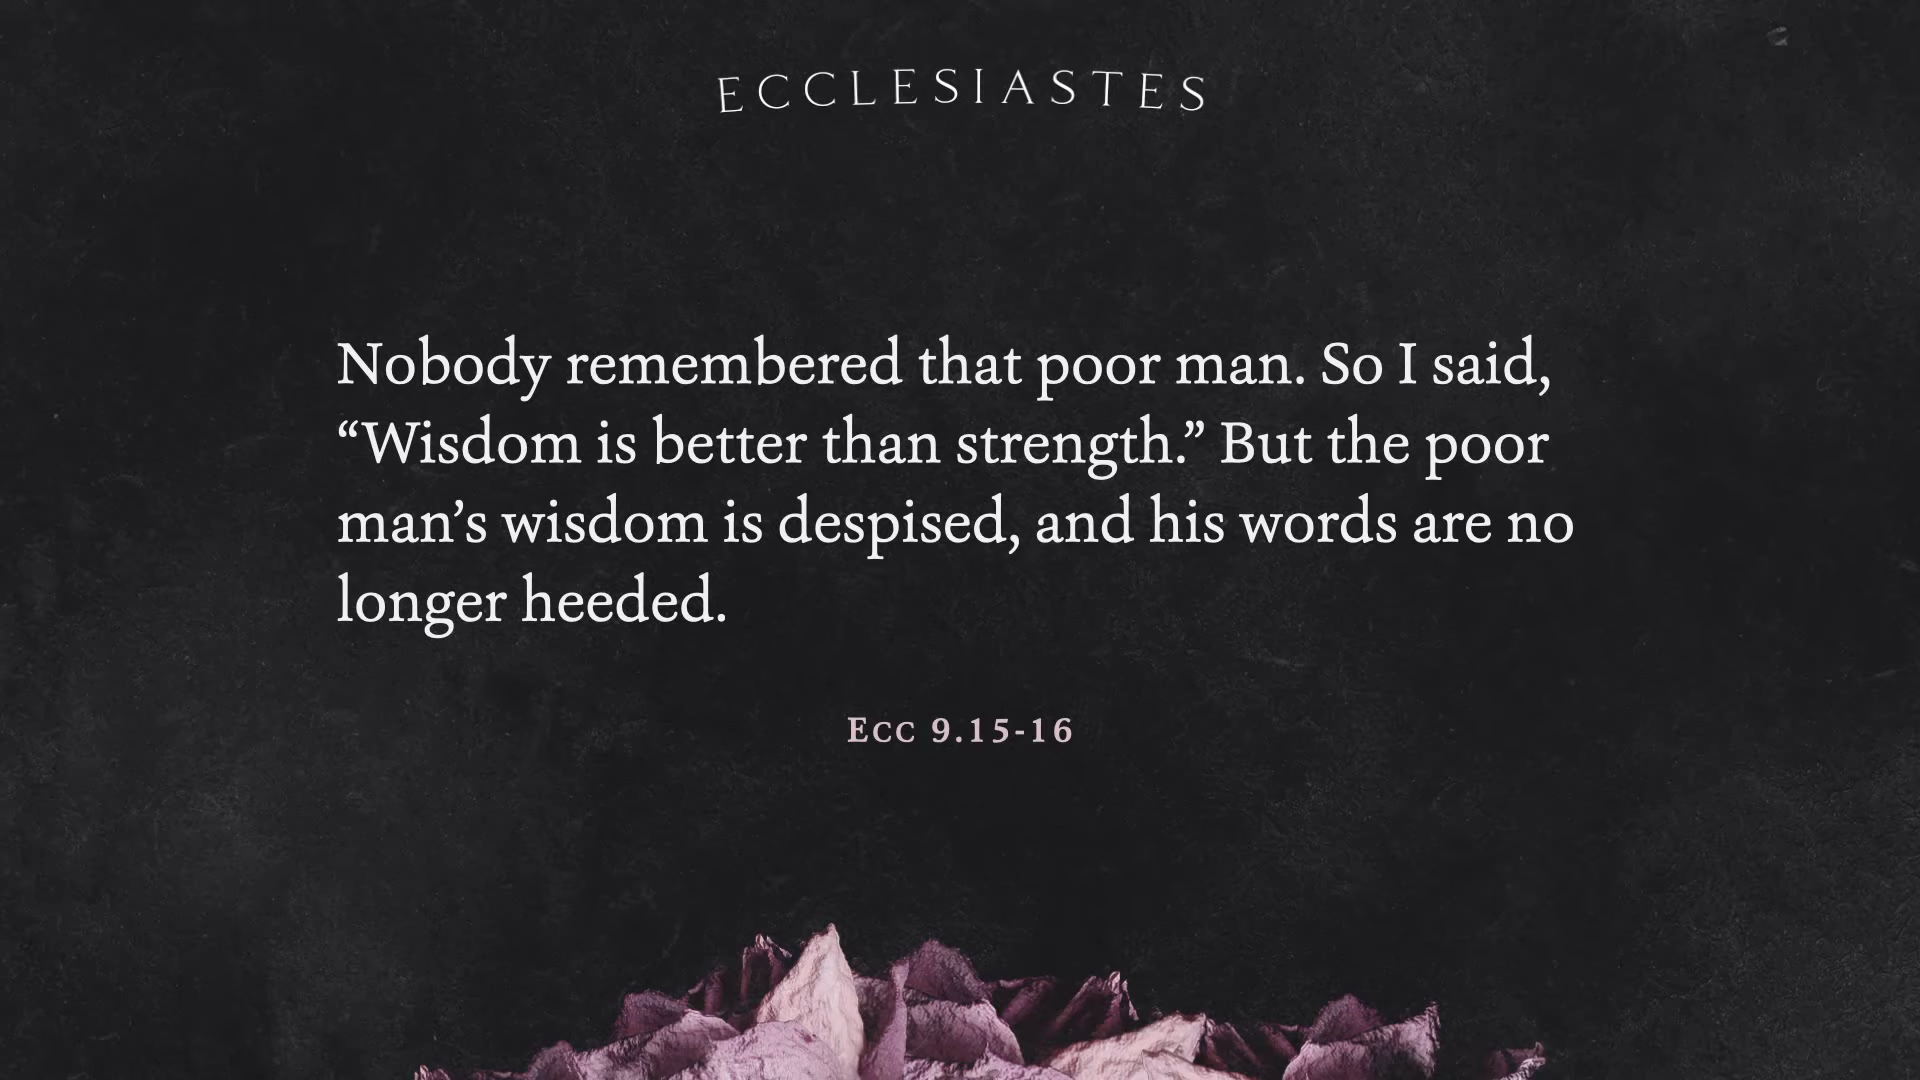 ECCLESIASTES
Nobody remembered that poor man. So I said,
“Wisdom is better than strength.” But the poor
man’s wisdom is despised, and his words are no
longer heeded.
Ecc 9.15-16